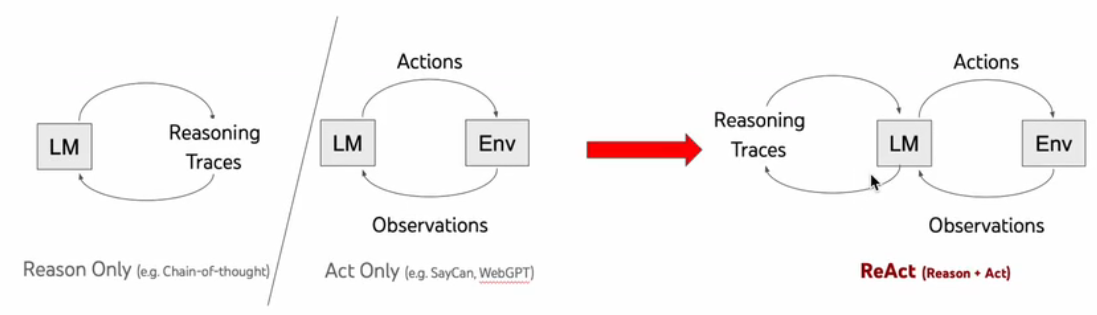 LM
Reasoning
Traces
Reason Only (e.g. Chain-of-thought)
Actions
LM
Env
Observations
Act Only (e.g. SayCan, WebGPT)
Reasoning
Traces
LM
Actions
Env
Observations
ReAct (Reason + Act)